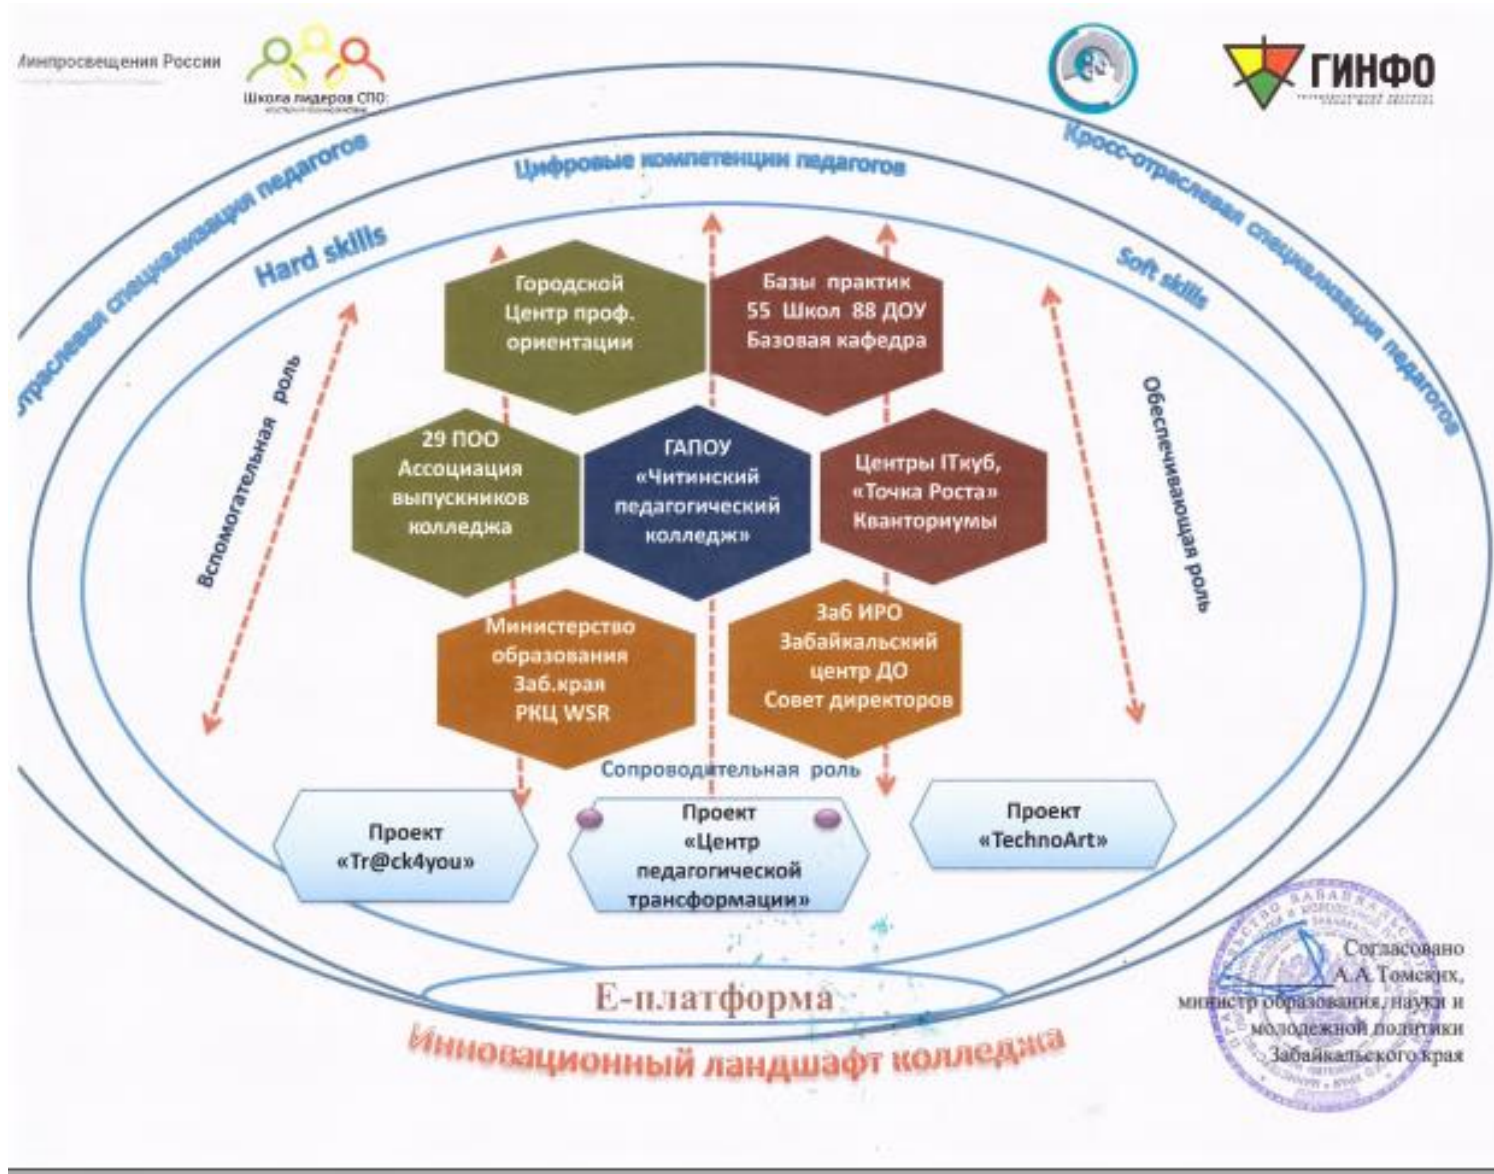 Минпросвещения России
Школа лидеров СПО:
ГИНФО
отраслевая специализация педагогов
Цифровые компетенции педагогов
Кросс-отраслевая специализация педагогов
Hard skills
Soft skills
Городской
Центр проф.
ориентации
Базы практик
55 Школ 88 ДОУ
Базовая кафедра
Вспомогательная роль
Обеспечивающая роль
29 ПОО
Ассоциация
выпускников
колледжа
ГАПОУ
«Читинский
педагогический
колледж»
Центры ITкуб,
«Точка Роста»
Кванториумы
Министерство
образования
Заб.края
РКЦ WSR
Заб ИРО
Забайкальский
центр ДО
Совет директоров
Сопроводительная роль
Проект
«Tr@ck4you»
Проект
«Центр
педагогической
трансформации»
Проект
«TechnoArt»
Е-платформа
Инновационный ландшафт колледжа
Согласовано
А.А.Томских,
министр образования, науки и
молодежной политики
Забайкальского края